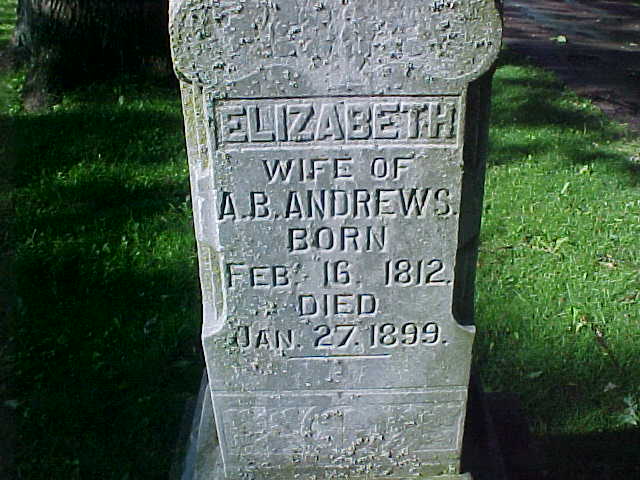 ELIZABETH
WIFE OF
A.B. ANDREWS.
BORN
FEB. 16. 1812.
DIED
JAN. 27. 1899.